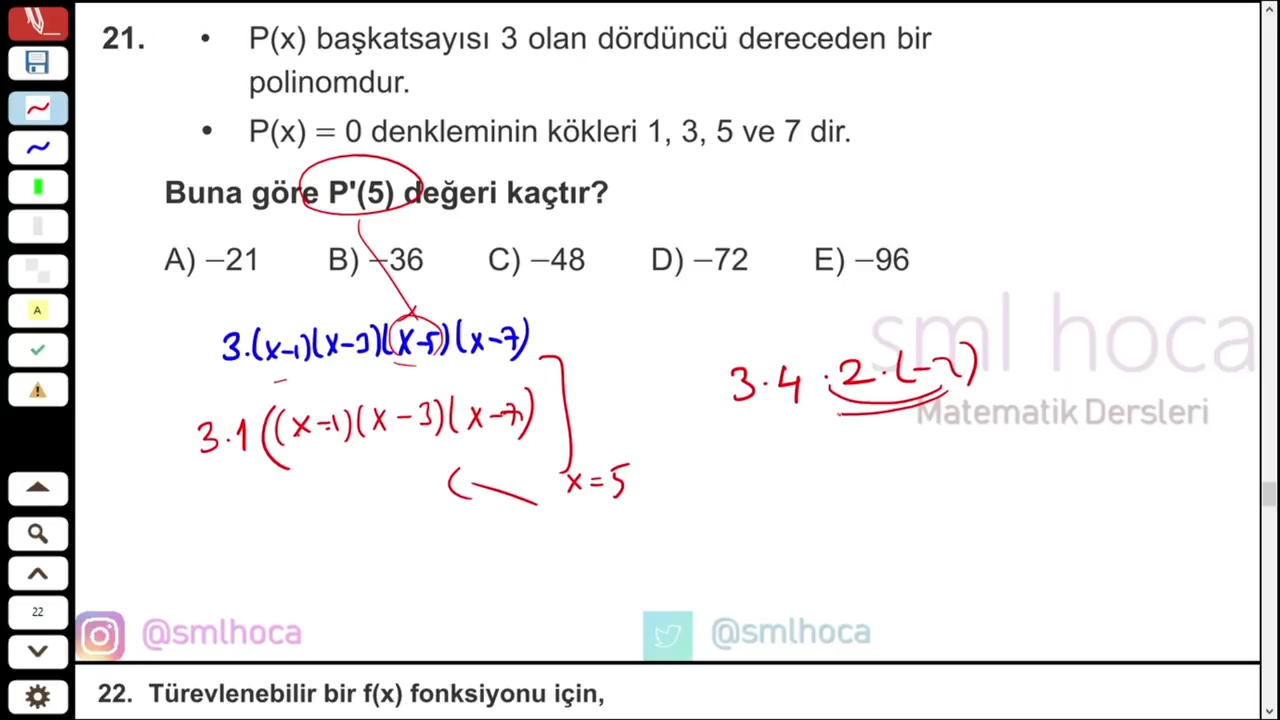 21. • P(x) başkatsayısı 3 olan dördüncü dereceden bir
polinomdur.
• P(x) = 0 denkleminin kökleri 1, 3, 5 ve 7 dir.
Buna göre P'(5) değeri kaçtır?
A) −21 B) −36 C) −48 D) −72 E) −96
3.(x−1)(x−3)(x−5)(x−7)
3.1((x−1)(x−3)(x−7)
x=5
3.4.2.(−2)
sml hoca
Matematik Dersleri
@smlhoca @smlhoca
22. Türevlenebilir bir f(x) fonksiyonu için,
A
22